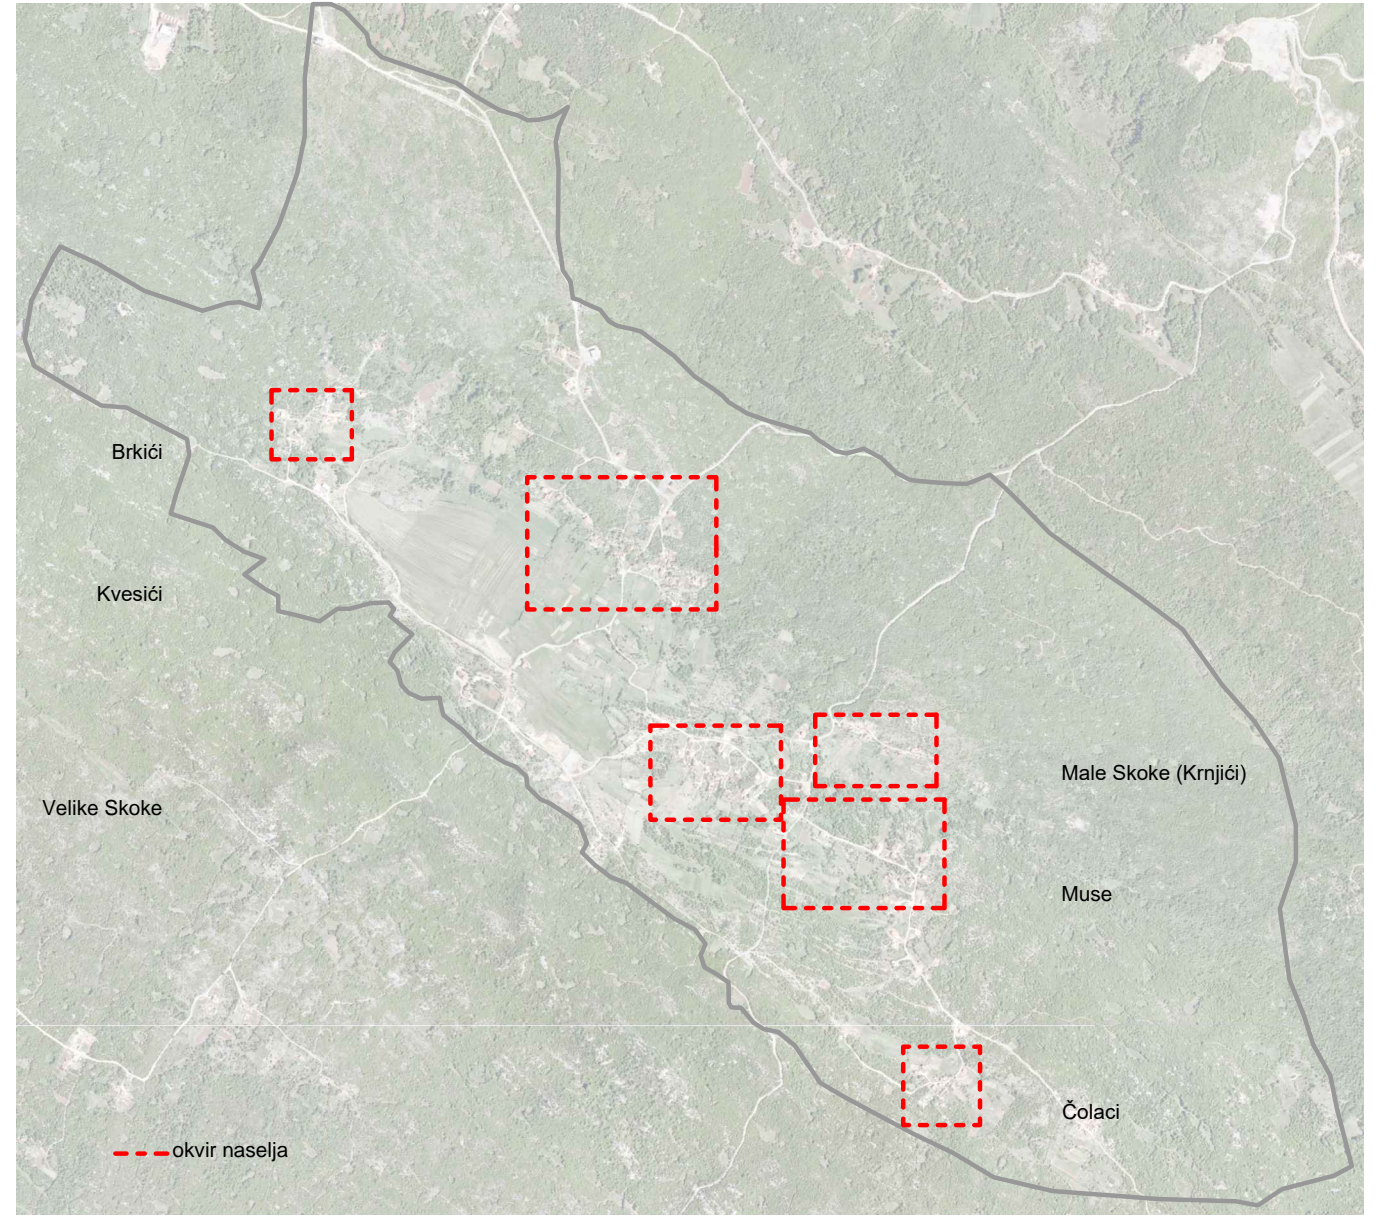 Brkići
Kvesići
Male Skoke (Krnjići)
Velike Skoke
Muse
Čolaci
okvir naselja